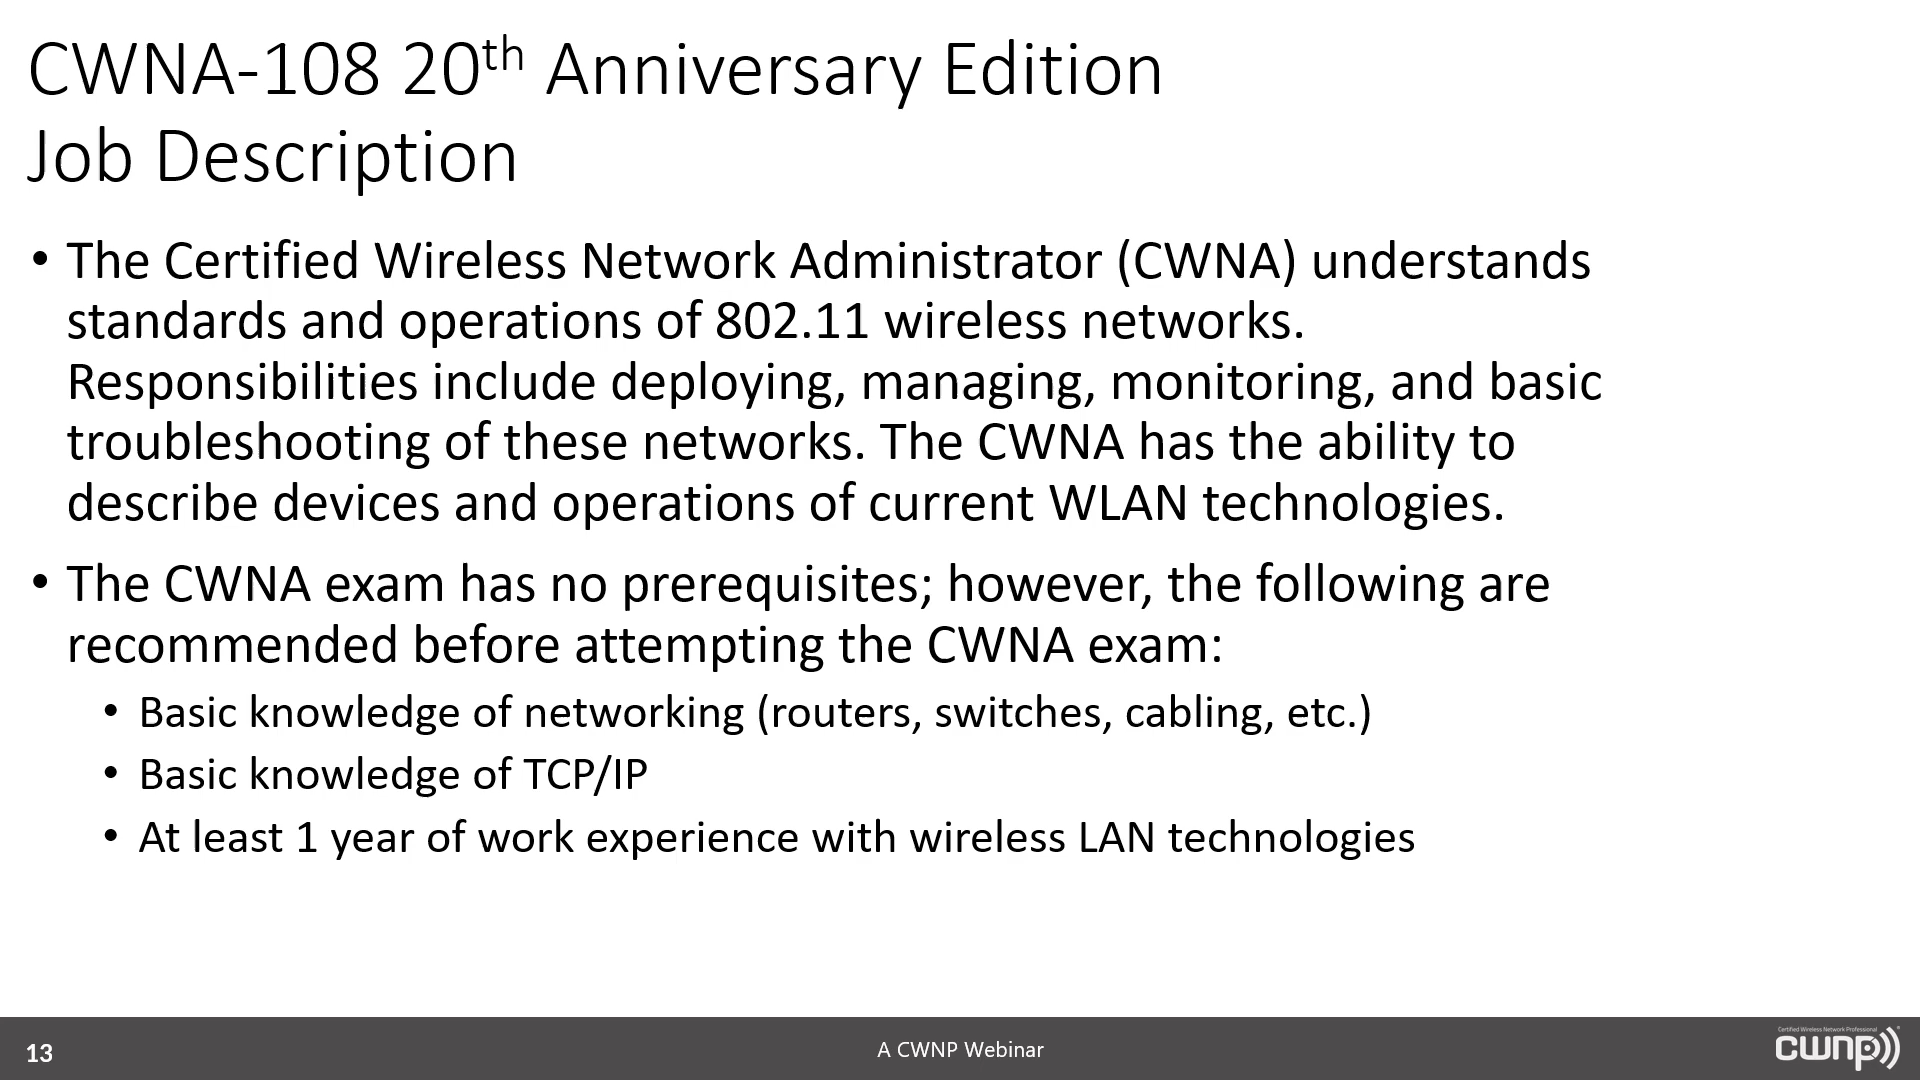 CWNA-108 20th Anniversary Edition
Job Description
• The Certified Wireless Network Administrator (CWNA) understands
standards and operations of 802.11 wireless networks.
Responsibilities include deploying, managing, monitoring, and basic
troubleshooting of these networks. The CWNA has the ability to
describe devices and operations of current WLAN technologies.
• The CWNA exam has no prerequisites; however, the following are
recommended before attempting the CWNA exam:
• Basic knowledge of networking (routers, switches, cabling, etc.)
• Basic knowledge of TCP/IP
• At least 1 year of work experience with wireless LAN technologies
13
A CWNP Webinar
Certified Wireless Network Professional
cwnp